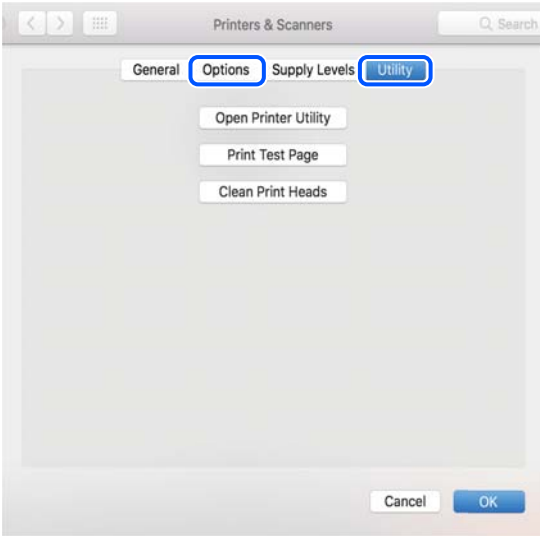 Printers & Scanners
Search
General Options Supply Levels Utility
Open Printer Utility
Print Test Page
Clean Print Heads
Cancel OK